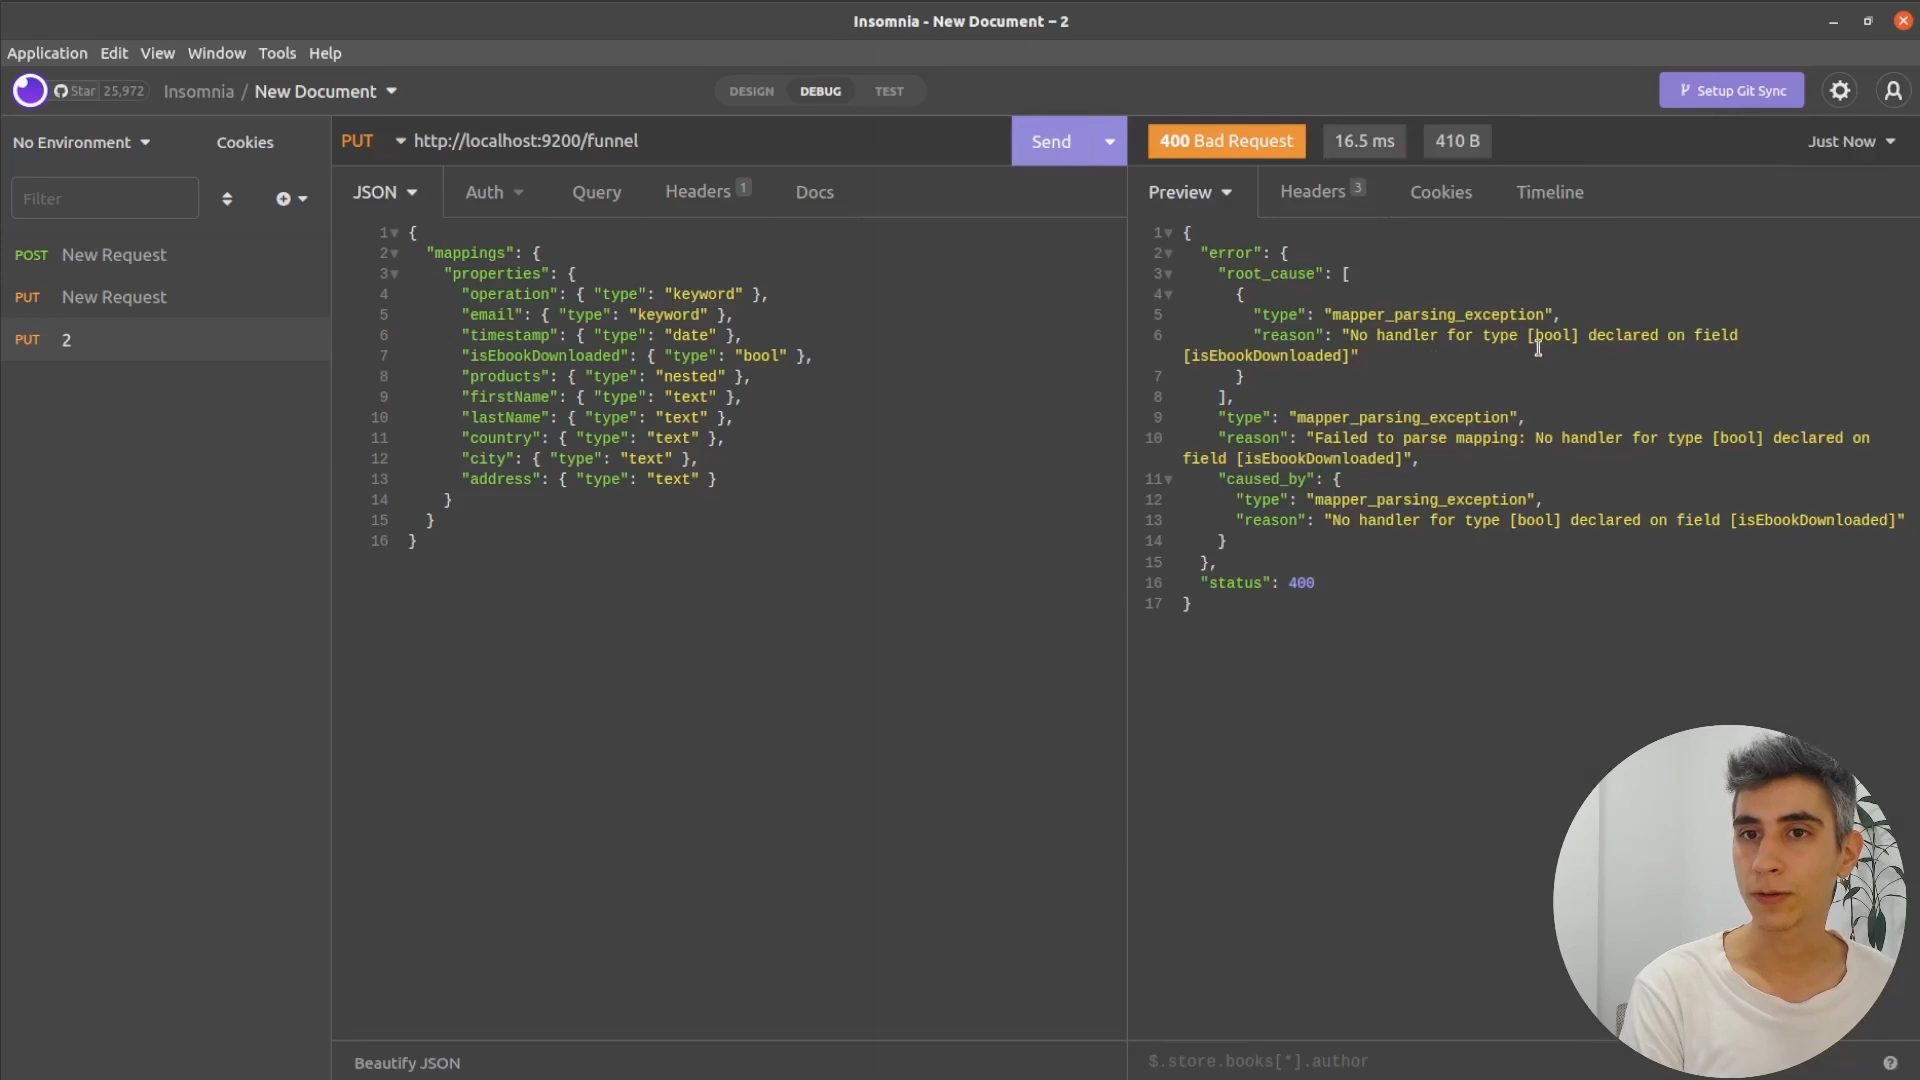 Insomnia - New Document – 2
Application Edit View Window Tools Help
Star 25,972 Insomnia / New Document DESIGN DEBUG TEST Setup Git Sync
No Environment Cookies
Filter
POST New Request
PUT New Request
PUT 2
PUT http://localhost:9200/funnel Send
JSON Auth Query Headers 1 Docs
1 {
2 "mappings": {
3 "properties": {
4 "operation": { "type": "keyword" },
5 "email": { "type": "keyword" },
6 "timestamp": { "type": "date" },
7 "isEbookDownloaded": { "type": "bool" },
8 "products": { "type": "nested" },
9 "firstName": { "type": "text" },
10 "lastName": { "type": "text" },
11 "country": { "type": "text" },
12 "city": { "type": "text" },
13 "address": { "type": "text" }
14 }
15 }
16 }
Beautify JSON
400 Bad Request 16.5 ms 410 B Just Now
Preview Headers 3 Cookies Timeline
1 {
2 "error": {
3 "root_cause": [
4 {
5 "type": "mapper_parsing_exception",
6 "reason": "No handler for type [bool] declared on field
[isEbookDownloaded]"
7 }
8 ],
9 "type": "mapper_parsing_exception",
10 "reason": "Failed to parse mapping: No handler for type [bool] declared on
field [isEbookDownloaded]",
11 "caused_by": {
12 "type": "mapper_parsing_exception",
13 "reason": "No handler for type [bool] declared on field [isEbookDownloaded]"
14 }
15 },
16 "status": 400
17 }
$.store.books[*].author